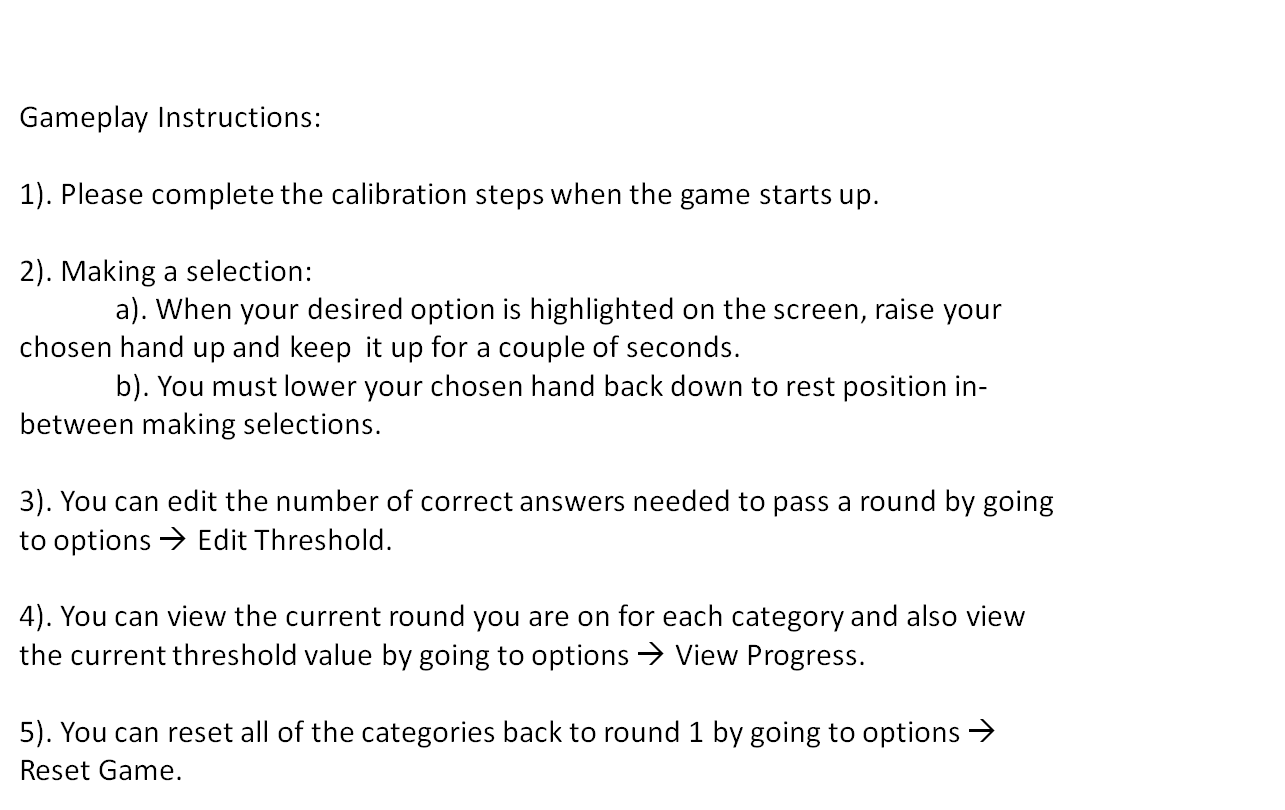 Gameplay Instructions:
1). Please complete the calibration steps when the game starts up.
2). Making a selection:
a). When your desired option is highlighted on the screen, raise your
chosen hand up and keep  it up for a couple of seconds.
b). You must lower your chosen hand back down to rest position in-
between making selections.
3). You can edit the number of correct answers needed to pass a round by going
to options → Edit Threshold.
4). You can view the current round you are on for each category and also view
the current threshold value by going to options → View Progress.
5). You can reset all of the categories back to round 1 by going to options →
Reset Game.